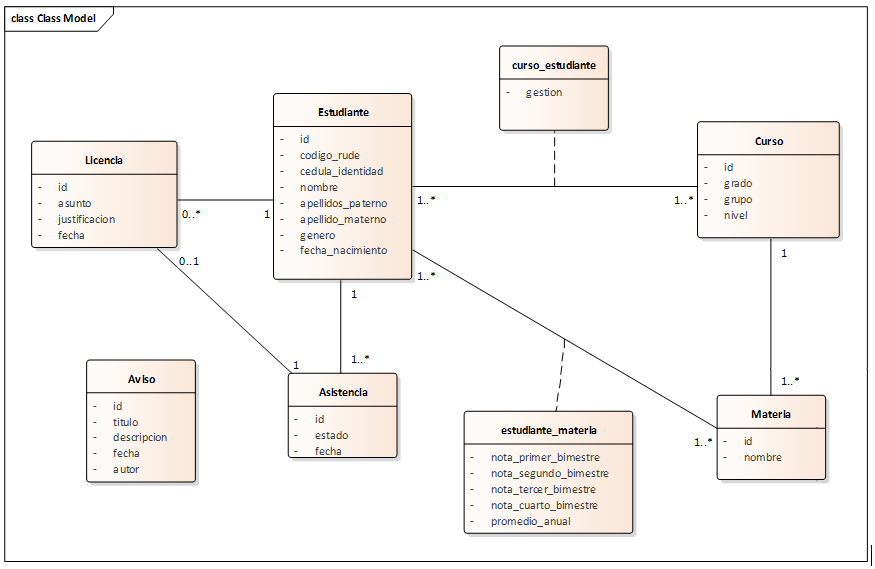 class Class Model
curso_estudiante
- gestion
Estudiante
- id
- codigo_rude
- cedula_identidad
- nombre
- apellidos_paterno
- apellido_materno
- genero
- fecha_nacimiento
Curso
- id
- grado
- grupo
- nivel
Licencia
- id
- asunto
- justificacion
- fecha
0..*
1
1..*
1..*
0..1
1
1..*
1
1
1..*
1
1..*
1..*
Aviso
- id
- titulo
- descripcion
- fecha
- autor
Asistencia
- id
- estado
- fecha
estudiante_materia
- nota_primer_bimestre
- nota_segundo_bimestre
- nota_tercer_bimestre
- nota_cuarto_bimestre
- promedio_anual
Materia
- id
- nombre